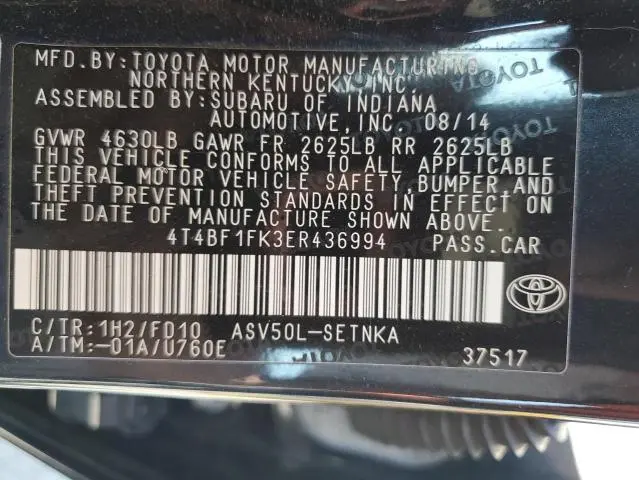 MFD.BY:TOYOTA MOTOR MANUFACTURING
NORTHERN KENTUCKY,INC.
ASSEMBLED BY:SUBARU OF INDIANA
AUTOMOTIVE,INC. 08/14
GVWR 4630LB GAWR FR 2625LB RR 2625LB
THIS VEHICLE CONFORMS TO ALL APPLICABLE
FEDERAL MOTOR VEHICLE SAFETY,BUMPER,AND
THEFT PREVENTION STANDARDS IN EFFECT ON
THE DATE OF MANUFACTURE SHOWN ABOVE.
4T4BF1FK3ER436994 PASS.CAR
C/TR:1H2/FD10 ASV50L-SETNKA
A/TM:-01A/U760E 37517